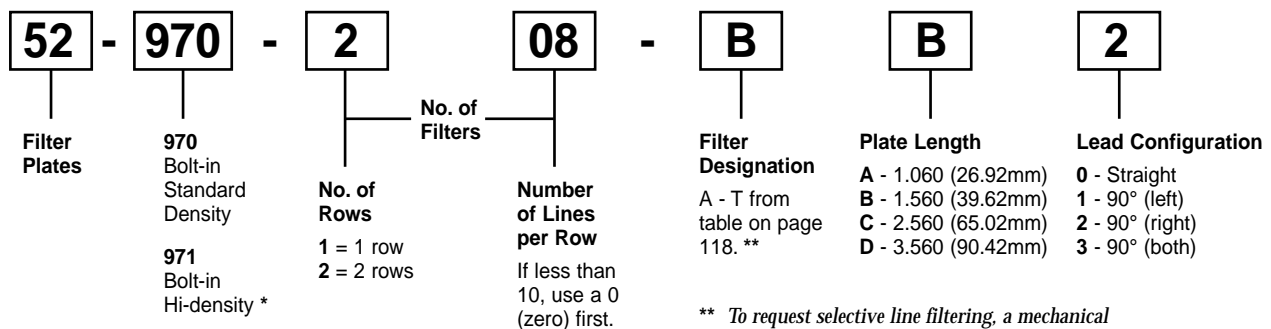 52 - 970 - 2 08 - B B 2
No. of
Filters
Filter
Plates
970
Bolt-in
Standard
Density
971
Bolt-in
Hi-density *
No. of
Rows
1 = 1 row
2 = 2 rows
Number
of Lines
per Row
If less than
10, use a 0
(zero) first.
Filter
Designation
A - T from
table on page
118. **
Plate Length
A - 1.060 (26.92mm)
B - 1.560 (39.62mm)
C - 2.560 (65.02mm)
D - 3.560 (90.42mm)
Lead Configuration
0 - Straight
1 - 90° (left)
2 - 90° (right)
3 - 90° (both)
** To request selective line filtering, a mechanical